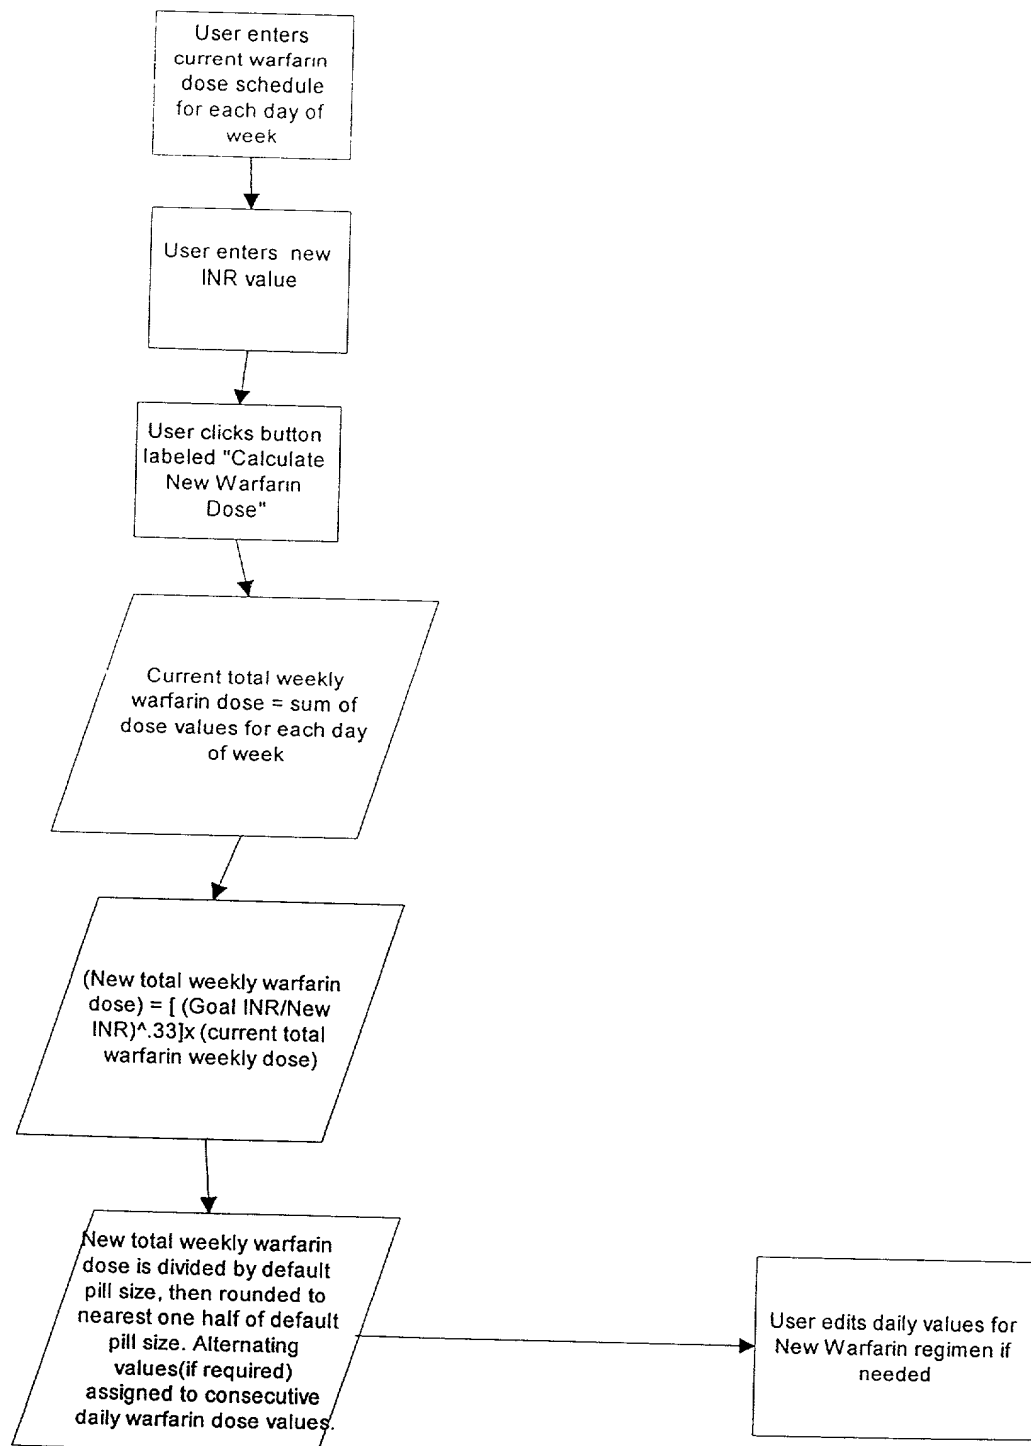 User enters
current warfarin
dose schedule
for each day of
week
User enters new
INR value
User clicks button
labeled "Calculate
New Warfarin
Dose"
Current total weekly
warfarin dose = sum of
dose values for each day
of week
(New total weekly warfarin
dose) = [ (Goal INR/New
INR)^.33]x (current total
warfarin weekly dose)
New total weekly warfarin
dose is divided by default
pill size, then rounded to
nearest one half of default
pill size. Alternating
values(if required)
assigned to consecutive
daily warfarin dose values.
User edits daily values for
New Warfarin regimen if
needed